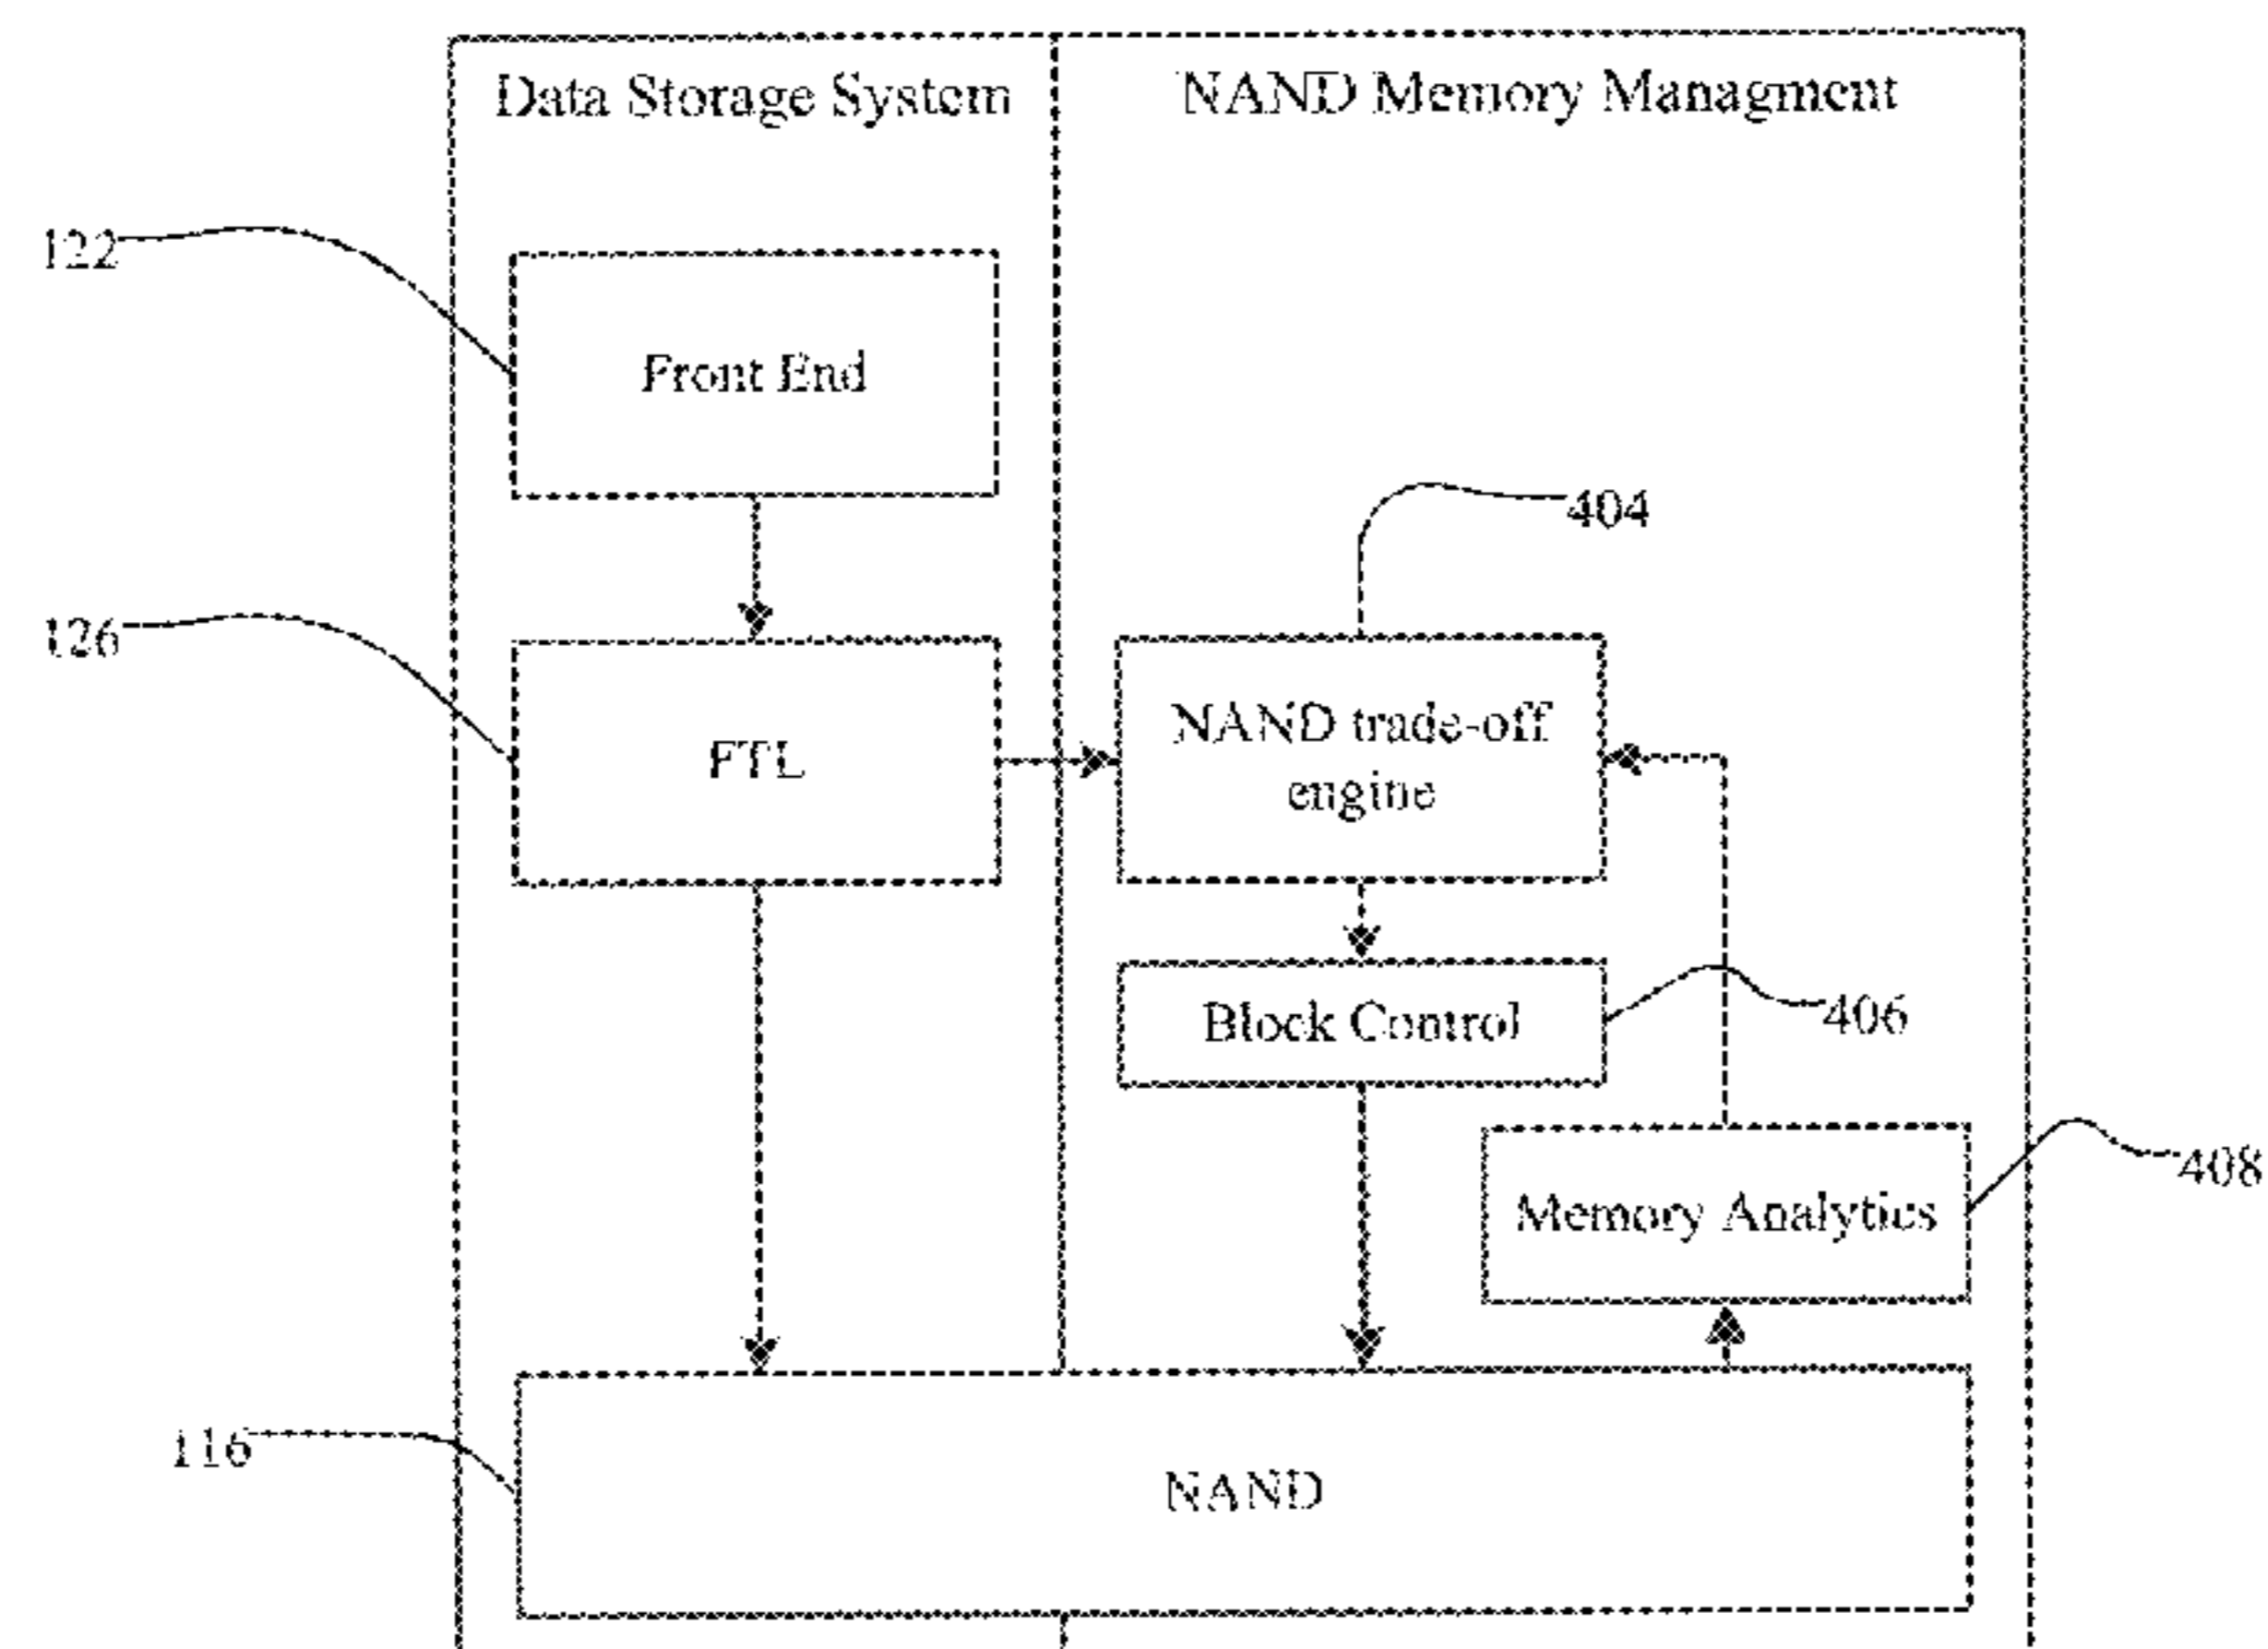 Data Storage System
NAND Memory Managment
122
Front End
404
126
FTL
NAND trade-off
engine
Block Control
406
408
Memory Analytics
116
NAND